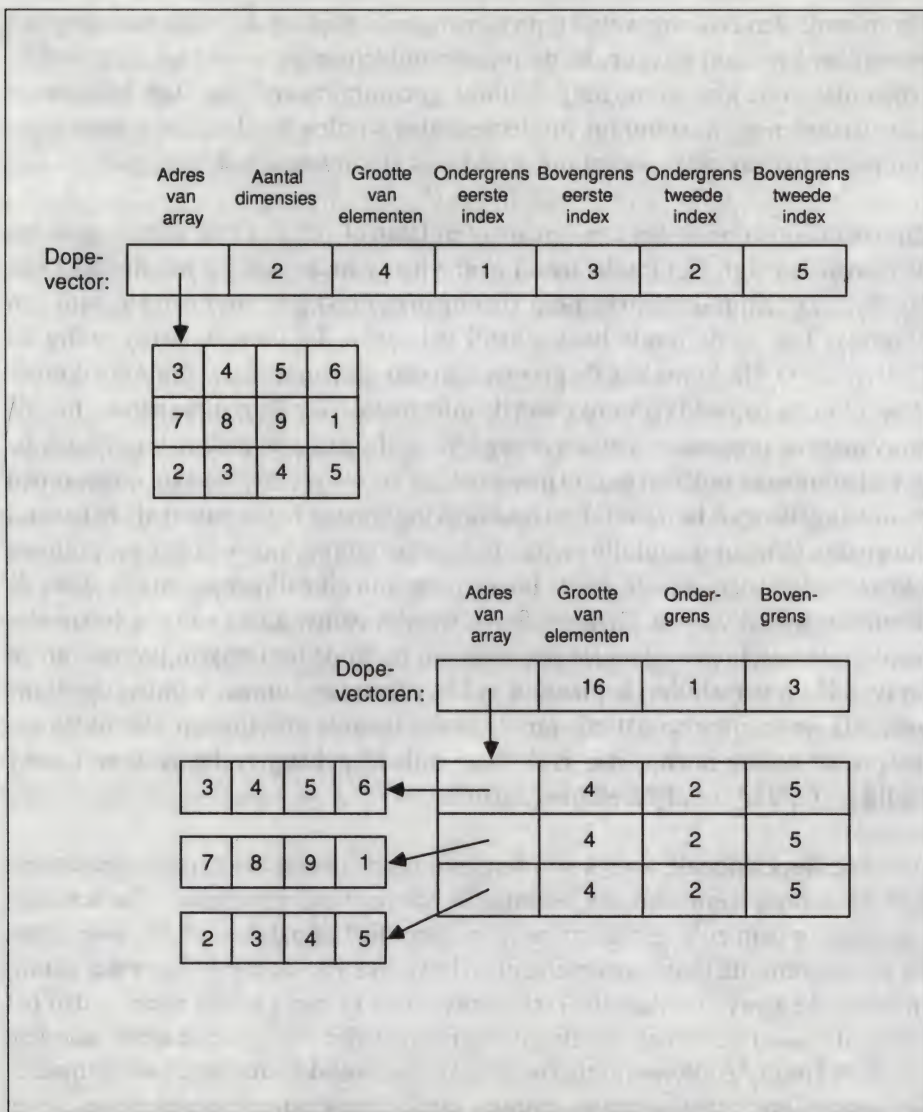 Adres Aantal Grootte Ondergrens Bovengrens Ondergrens Bovengrens
van dimensies van eerste eerste tweede tweede
array elementen index index index index
Dope-
vector: 2 4 1 3 2 5
3 4 5 6
7 8 9 1
2 3 4 5
Adres Grootte Onder- Boven-
van van grens grens
array elementen
Dope-
vectoren: 16 1 3
3 4 5 6 4 2 5
7 8 9 1 4 2 5
4 2 5
2 3 4 5